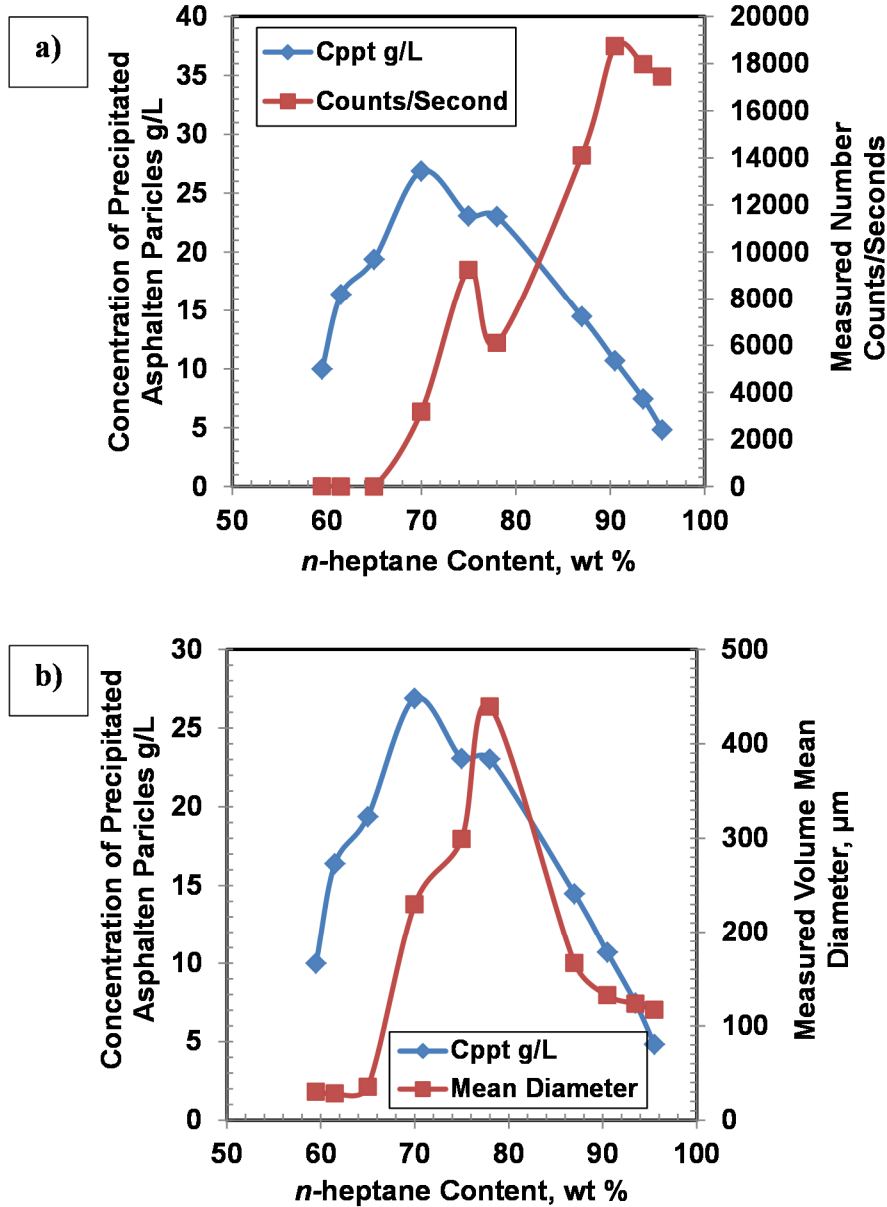 a)
Concentration of Precipitated
Asphalten Paricles g/L
40
35
30
25
20
15
10
5
0
Cppt g/L
Counts/Second
20000
18000
16000
14000
12000
10000
8000
6000
4000
2000
0
Measured Number
Counts/Seconds
50
60
70
80
90
100
n-heptane Content, wt %
b)
Concentration of Precipitated
Asphalten Paricles g/L
30
25
20
15
10
5
0
Cppt g/L
Mean Diameter
500
400
300
200
100
0
Measured Volume Mean
Diameter, µm
50
60
70
80
90
100
n-heptane Content, wt %